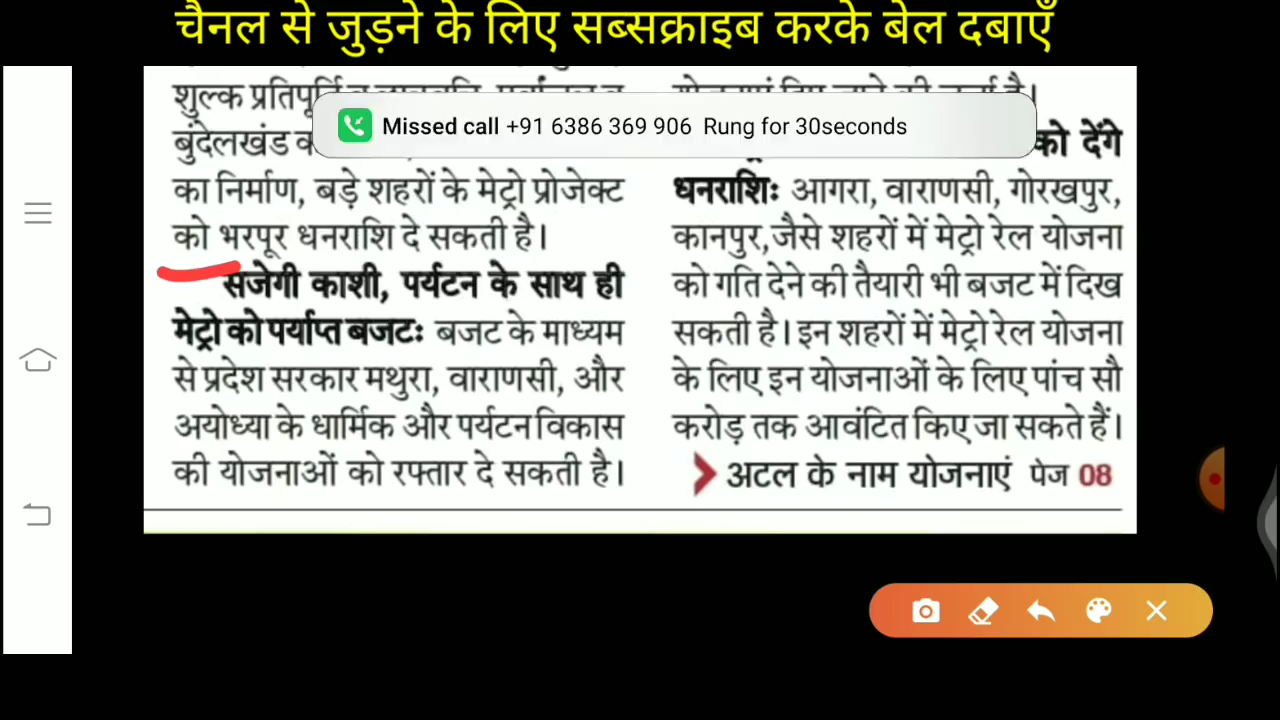 चैनल से जुड़ने के लिए सब्सक्राइब करके बेल दबाएँ
Missed call +91 6386 369 906 Rung for 30seconds
शुल्क
बुंदेलखंड
का निर्माण, बड़े शहरों के मेट्रो प्रोजेक्ट
को भरपूर धनराशि दे सकती है।
सजेगी काशी, पर्यटन के साथ ही
मेट्रो को पर्याप्त बजटः बजट के माध्यम
से प्रदेश सरकार मथुरा, वाराणसी, और
अयोध्या के धार्मिक और पर्यटन विकास
की योजनाओं को रफ्तार दे सकती है।
को देंगे
धनराशिः आगरा, वाराणसी, गोरखपुर,
कानपुर,जैसे शहरों में मेट्रो रेल योजना
को गति देने की तैयारी भी बजट में दिख
सकती है। इन शहरों में मेट्रो रेल योजना
के लिए इन योजनाओं के लिए पांच सौ
करोड़ तक आवंटित किए जा सकते हैं।
अटल के नाम योजनाएं पेज 08